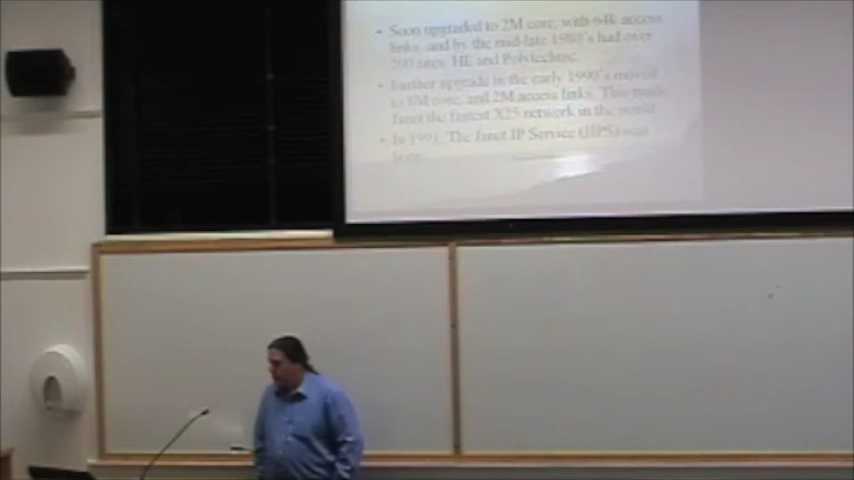 • Soon upgraded to 2M core, with 64k access
links, and by the mid-late 1980's had over
200 sites, HE and Polytechnic.
• Further upgrade in the early 1990's moved
to 8M core, and 2M access links. This made
Janet the fastest X25 network in the world
• In 1991, The Janet IP Service (JIPS) was
born